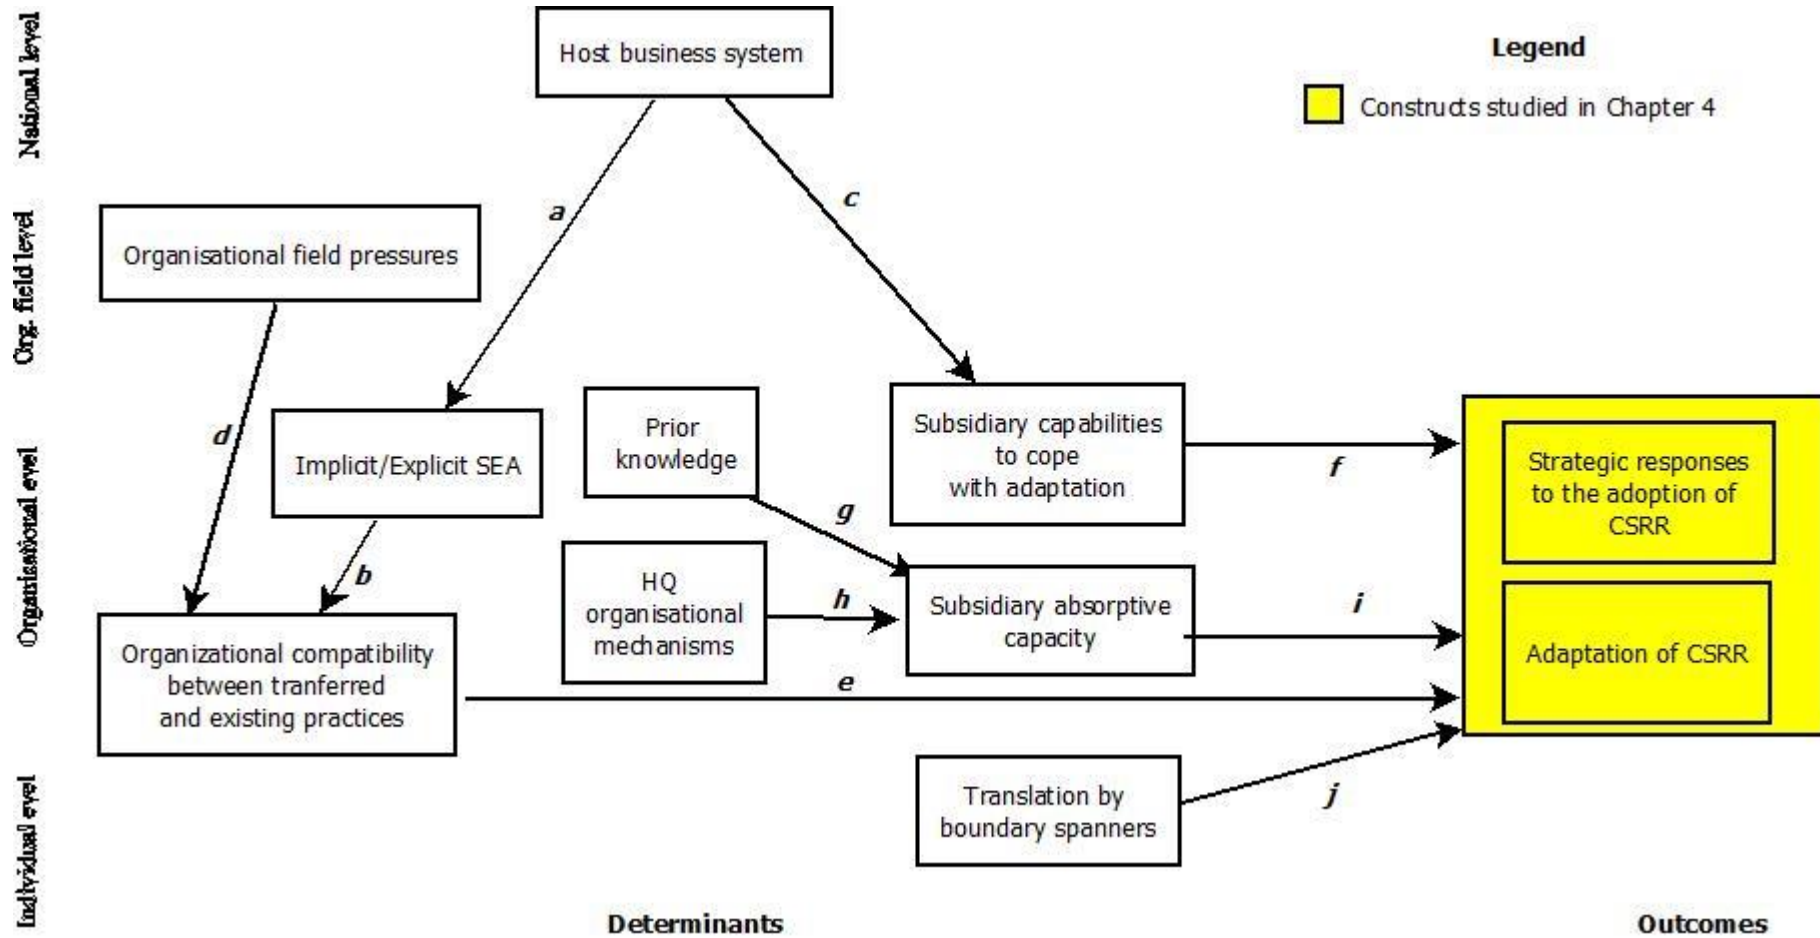 National level
Host business system
Legend
Constructs studied in Chapter 4
a
c
Org. field level
Organisational field pressures
d
Implicit/Explicit SEA
b
Organisational level
Prior
knowledge
g
HQ
organisational
mechanisms
h
Subsidiary capabilities
to cope
with adaptation
f
Subsidiary absorptive
capacity
i
Organizational compatibility
between tranferred
and existing practices
e
Strategic responses
to the adoption of
CSRR
Adaptation of CSRR
Individual level
Translation by
boundary spanners
j
Determinants
Outcomes